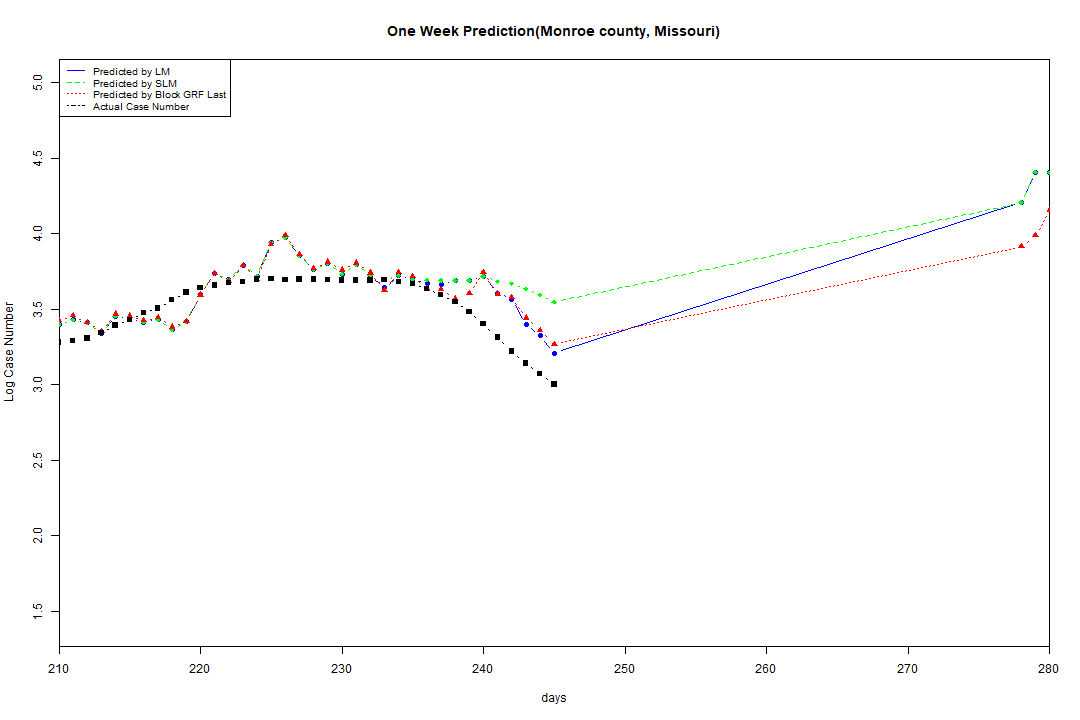 One Week Prediction(Monroe county, Missouri)
Predicted by LM
Predicted by SLM
Predicted by Block GRF Last
Actual Case Number
5.0
4.5
4.0
3.5
3.0
2.5
2.0
1.5
Log Case Number
210 220 230 240 250 260 270 280
days